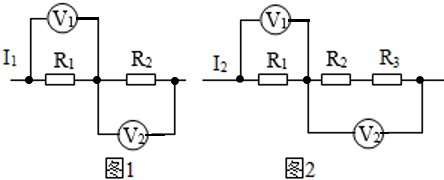 V₁ V₁
I₁ R₁ R₂ I₂ R₁ R₂ R₃
V₂ V₂
图1 图2